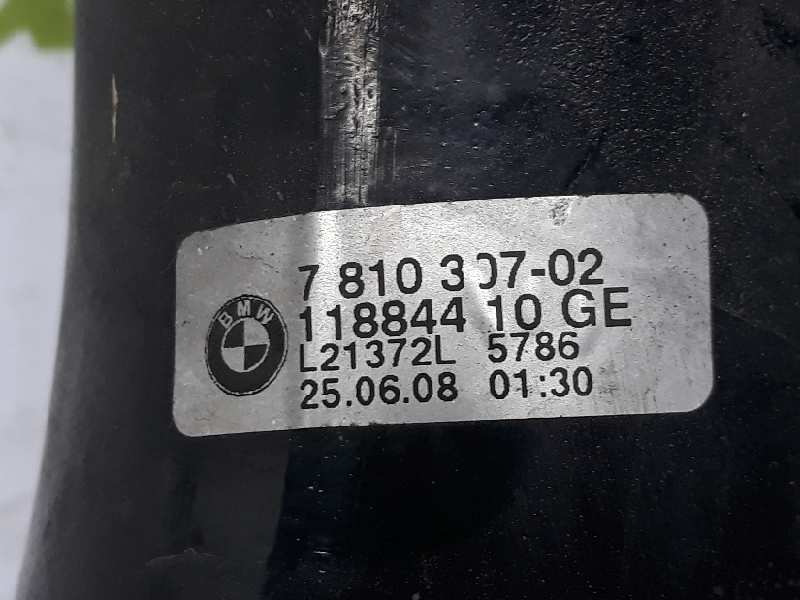 7 810 307-02
BMW
118844 10 GE
L21372L 5786
25.06.08 01:30